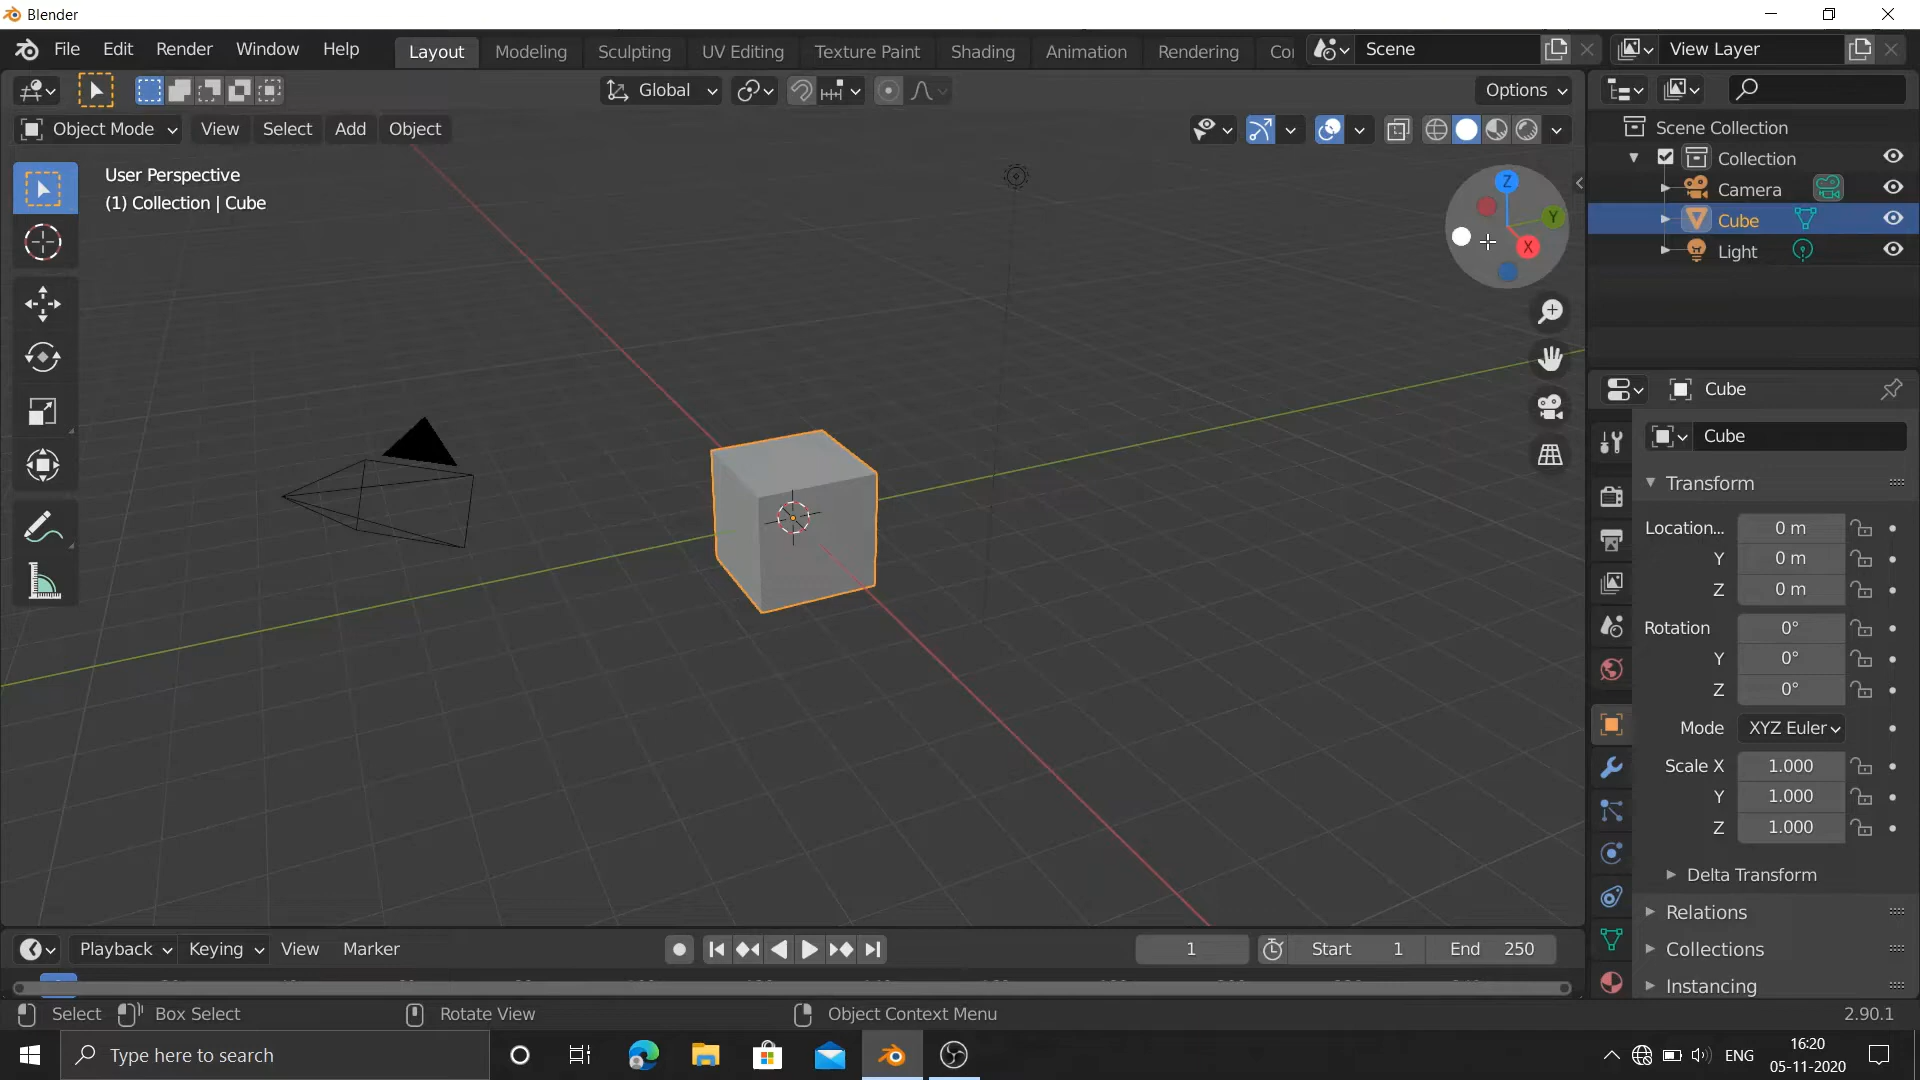 Blender
File Edit Render Window Help Layout Modeling Sculpting UV Editing Texture Paint Shading Animation Rendering Co Scene View Layer
Global Options
Object Mode View Select Add Object
User Perspective
(1) Collection | Cube
Z
Y
X
Scene Collection
Collection
Camera
Cube
Light
Cube
Cube
Transform
Location... 0 m
Y 0 m
Z 0 m
Rotation 0°
Y 0°
Z 0°
Mode XYZ Euler
Scale X 1.000
Y 1.000
Z 1.000
Delta Transform
Relations
Collections
Instancing
Playback Keying View Marker 1 Start 1 End 250
Select Box Select Rotate View Object Context Menu 2.90.1
Type here to search ENG 16:20
05-11-2020